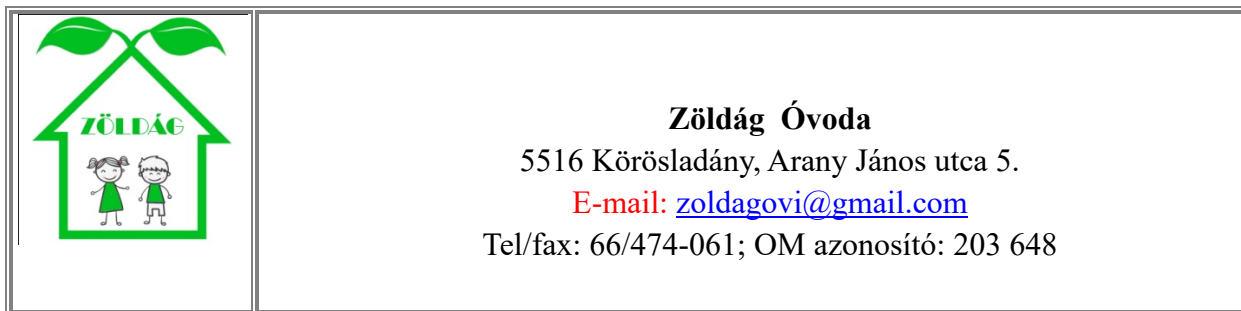 ZÖLDÁG
Zöldág Óvoda
5516 Körösladány, Arany János utca 5.
E-mail: zoldagovi@gmail.com
Tel/fax: 66/474-061; OM azonosító: 203 648